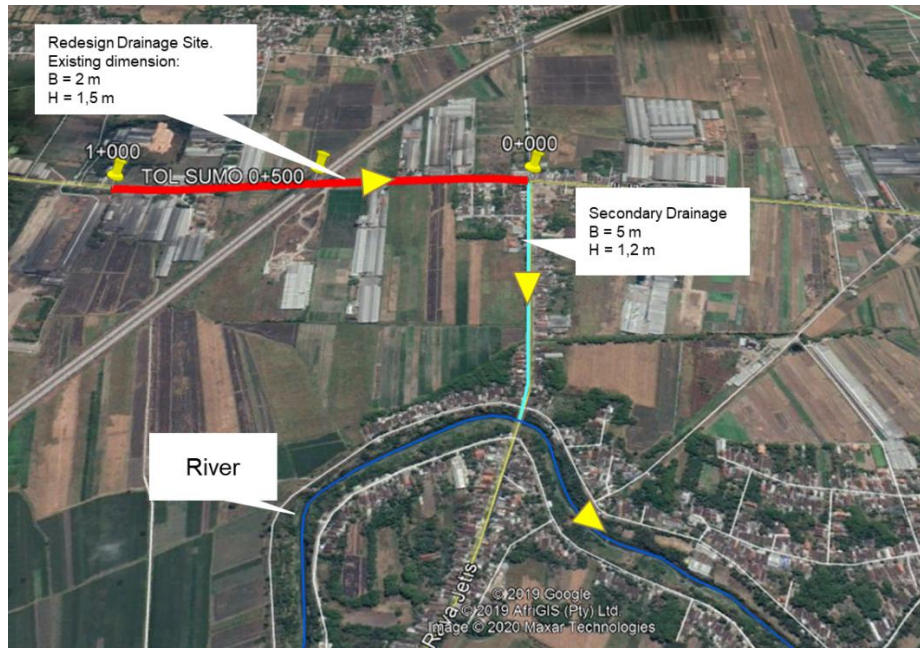 Redesign Drainage Site.
Existing dimension:
B = 2 m
H = 1,5 m
1+000
0+000
TOL SUMO 0+500
Secondary Drainage
B = 5 m
H = 1,2 m
River
Raya Jetis
© 2019 Google
© 2019 AfriGIS (Pty) Ltd.
Image © 2020 Maxar Technologies